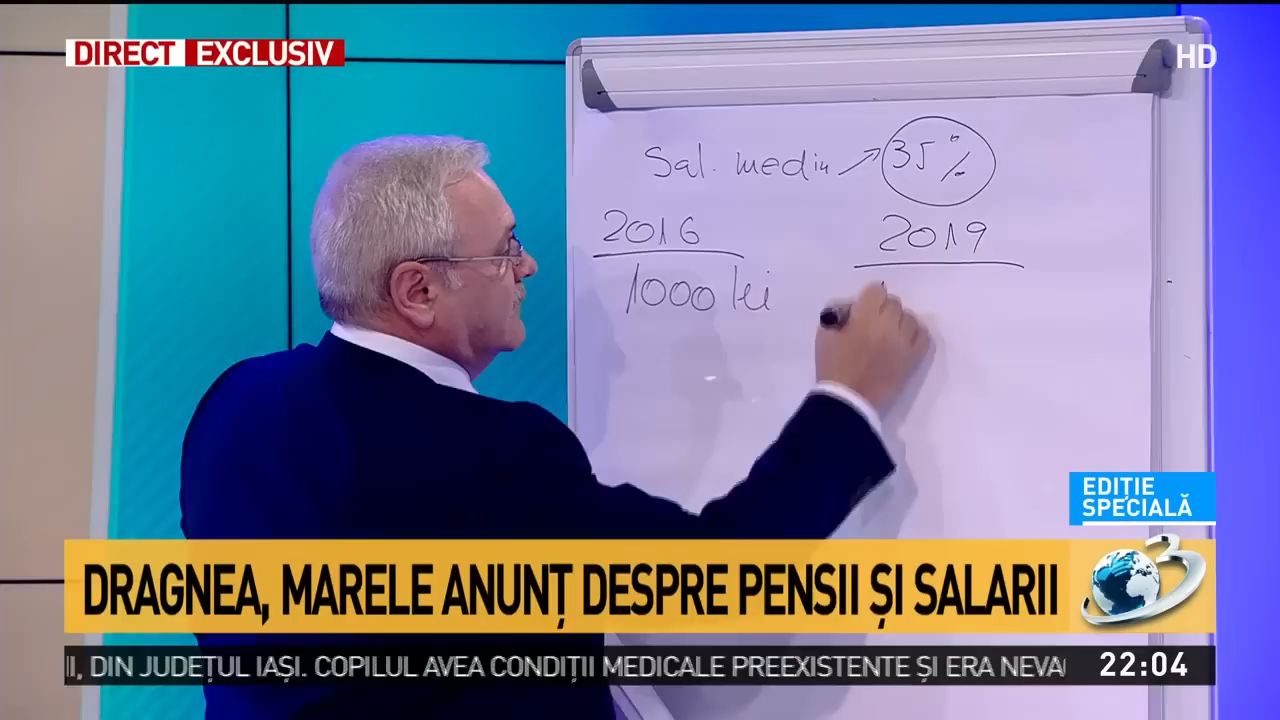 DIRECT EXCLUSIV
HD
Sal. mediu 35%
2016
2019
1000 lei
EDIȚIE
SPECIALĂ
DRAGNEA, MARELE ANUNȚ DESPRE PENSII ȘI SALARII
3
II, DIN JUDEȚUL IAȘI. COPILUL AVEA CONDIȚII MEDICALE PREEXISTENTE ȘI ERA NEVA
22:04